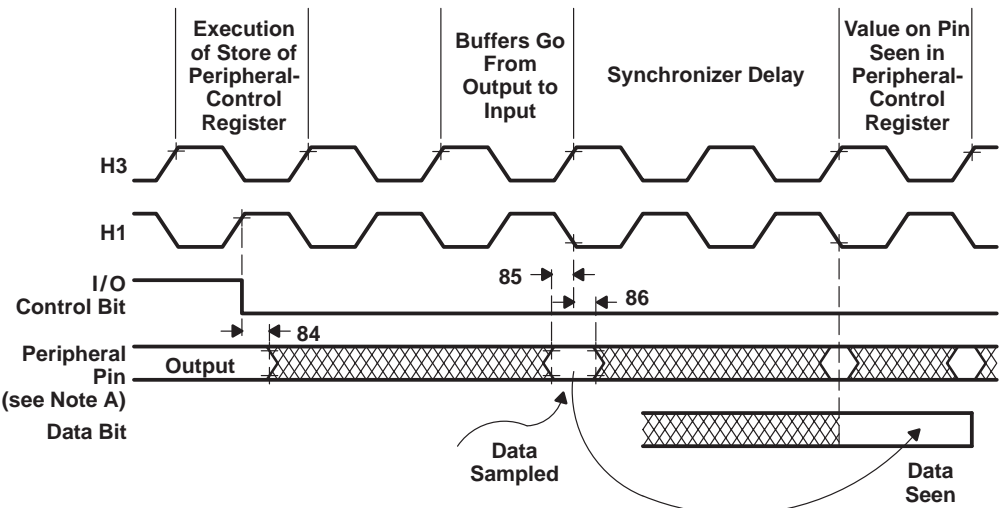 Execution
of Store of
Peripheral-
Control
Register
Buffers Go
From
Output to
Input
Synchronizer Delay
Value on Pin
Seen in
Peripheral-
Control
Register
H3
H1
I/O
Control Bit
85
86
84
Peripheral
Pin
(see Note A)
Output
Data Bit
Data
Sampled
Data
Seen